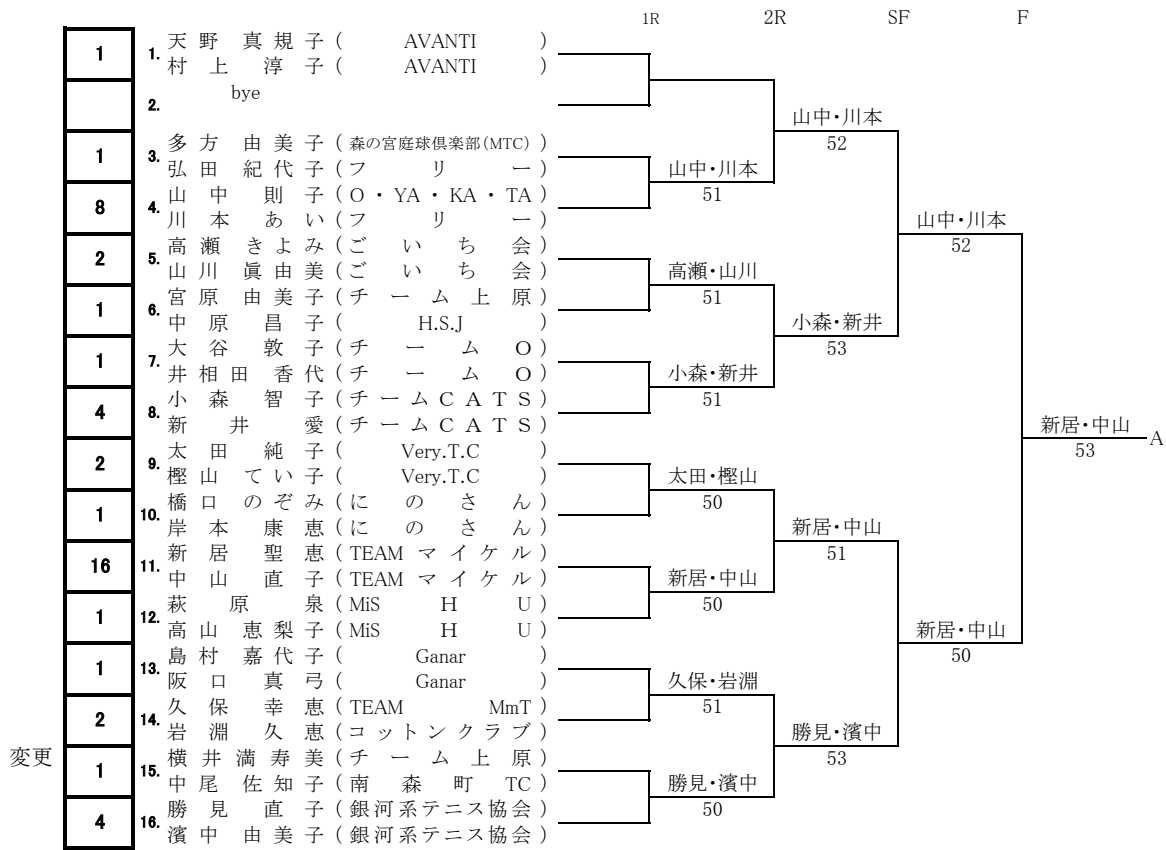 1R 2R SF F
1 1. 天野 真規子 ( AVANTI )
村上 淳子 ( AVANTI )
2. bye
1 3. 多方 由美子 (森の宮庭球倶楽部(MTC))
弘田 紀代子 (フリー)
8 4. 山中 則子 (O・YA・KA・TA)
川本 あい (フリー)
2 5. 高瀬 きよみ (ごいち会)
山川 眞由美 (ごいち会)
1 6. 宮原 由美子 (チーム上原)
中原 昌子 ( H.S.J )
1 7. 大谷 敦子 (チームO)
井相田 香代 (チームO)
4 8. 小森 智子 (チームCATS)
新井 愛 (チームCATS)
2 9. 太田 純子 ( Very.T.C )
樫山 てい子 ( Very.T.C )
1 10. 橋口 のぞみ (にのさん)
岸本 康恵 (にのさん)
16 11. 新居 聖恵 (TEAM マイケル)
中山 直子 (TEAM マイケル)
1 12. 萩原 泉 (MiS H U)
高山 恵梨子 (MiS H U)
1 13. 島村 嘉代子 ( Ganar )
阪口 真弓 ( Ganar )
2 14. 久保 幸恵 (TEAM MmT)
岩淵 久恵 (コットンクラブ)
変更 1 15. 横井 満寿美 (チーム上原)
中尾 佐知子 (南森町 TC)
4 16. 勝見 直子 (銀河系テニス協会)
濱中 由美子 (銀河系テニス協会)
山中・川本
51
高瀬・山川
51
小森・新井
51
太田・樫山
50
新居・中山
50
久保・岩淵
51
勝見・濱中
50
山中・川本
52
小森・新井
53
新居・中山
51
勝見・濱中
53
山中・川本
52
新居・中山
50
新居・中山
53
A